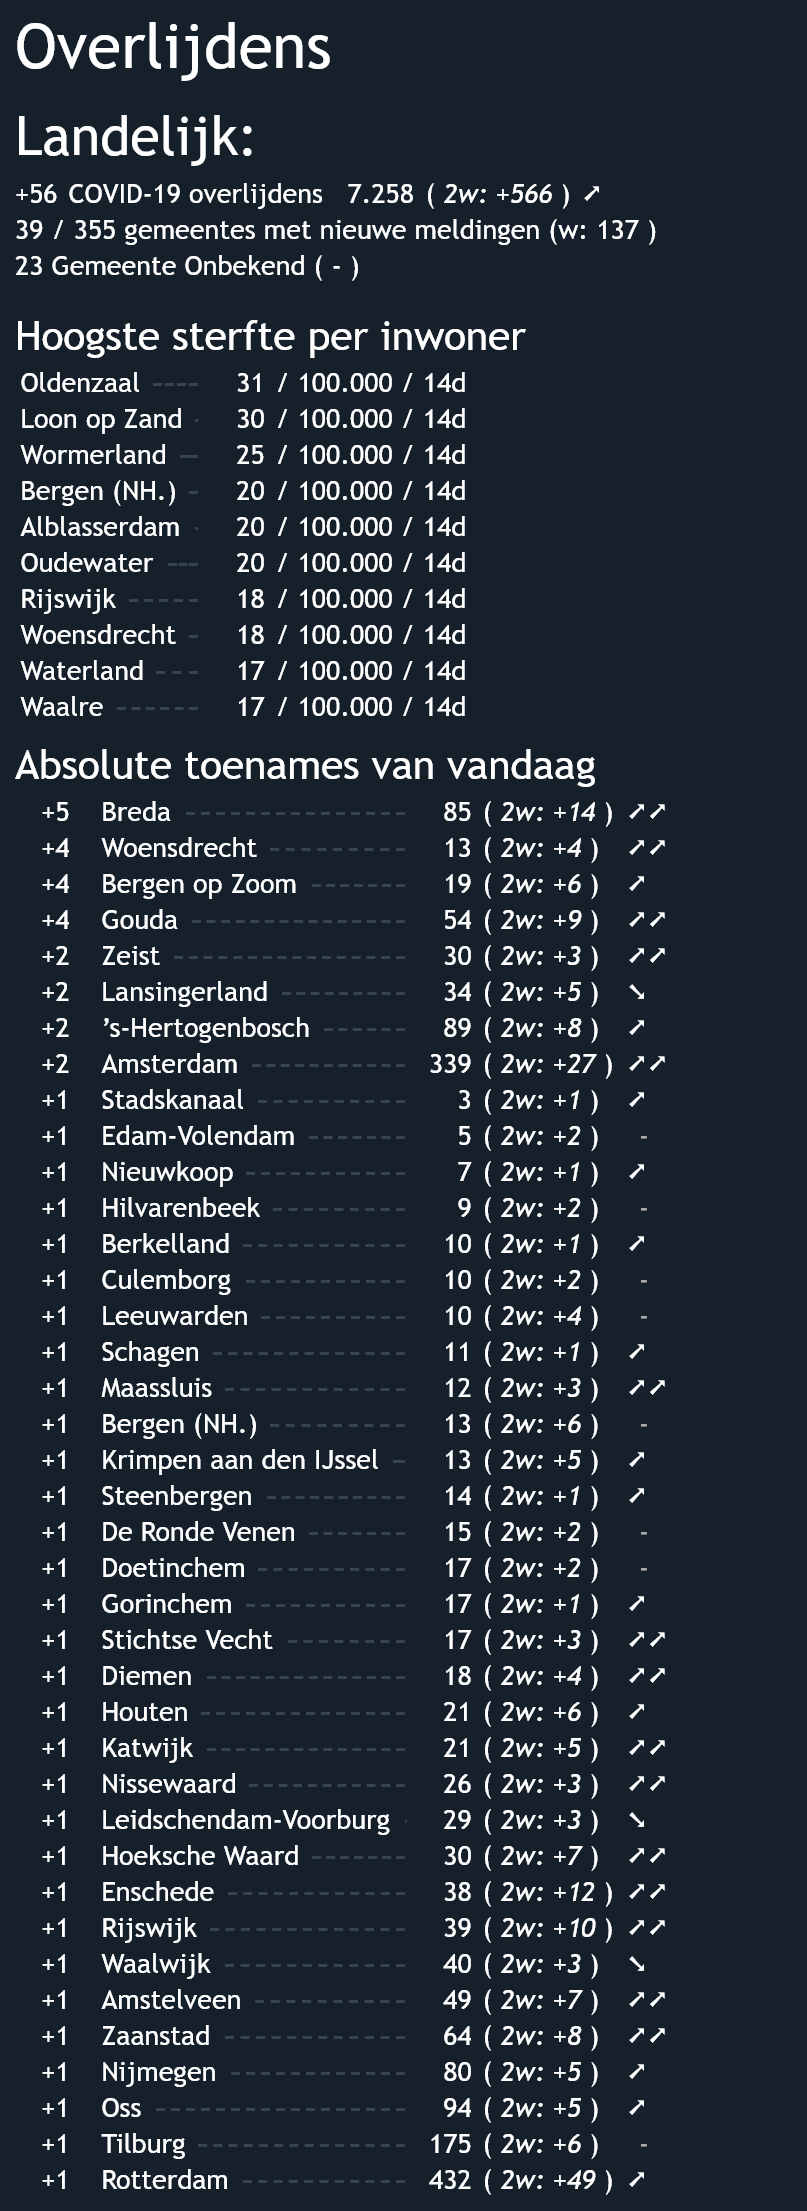 Overlijdens
Landelijk:
+56 COVID-19 overlijdens 7.258 ( 2w: +566 ) ➚
39 / 355 gemeentes met nieuwe meldingen (w: 137 )
23 Gemeente Onbekend ( - )
Hoogste sterfte per inwoner
Oldenzaal ---- 31 / 100.000 / 14d
Loon op Zand · 30 / 100.000 / 14d
Wormerland — 25 / 100.000 / 14d
Bergen (NH.) - 20 / 100.000 / 14d
Alblasserdam · 20 / 100.000 / 14d
Oudewater --- 20 / 100.000 / 14d
Rijswijk ----- 18 / 100.000 / 14d
Woensdrecht - 18 / 100.000 / 14d
Waterland --- 17 / 100.000 / 14d
Waalre ------ 17 / 100.000 / 14d
Absolute toenames van vandaag
+5 Breda --------------- 85 ( 2w: +14 ) ➚➚
+4 Woensdrecht --------- 13 ( 2w: +4 ) ➚➚
+4 Bergen op Zoom ------- 19 ( 2w: +6 ) ➚
+4 Gouda -------------- 54 ( 2w: +9 ) ➚➚
+2 Zeist --------------- 30 ( 2w: +3 ) ➚➚
+2 Lansingerland --------- 34 ( 2w: +5 ) ➘
+2 ’s-Hertogenbosch ------ 89 ( 2w: +8 ) ➚
+2 Amsterdam ---------- 339 ( 2w: +27 ) ➚➚
+1 Stadskanaal ---------- 3 ( 2w: +1 ) ➚
+1 Edam-Volendam ------- 5 ( 2w: +2 ) -
+1 Nieuwkoop ----------- 7 ( 2w: +1 ) ➚
+1 Hilvarenbeek --------- 9 ( 2w: +2 ) -
+1 Berkelland ----------- 10 ( 2w: +1 ) ➚
+1 Culemborg ----------- 10 ( 2w: +2 ) -
+1 Leeuwarden ---------- 10 ( 2w: +4 ) -
+1 Schagen ------------- 11 ( 2w: +1 ) ➚
+1 Maassluis ------------ 12 ( 2w: +3 ) ➚➚
+1 Bergen (NH.) --------- 13 ( 2w: +6 ) -
+1 Krimpen aan den IJssel - 13 ( 2w: +5 ) ➚
+1 Steenbergen ---------- 14 ( 2w: +1 ) ➚
+1 De Ronde Venen ------- 15 ( 2w: +2 ) -
+1 Doetinchem ---------- 17 ( 2w: +2 ) -
+1 Gorinchem ----------- 17 ( 2w: +1 ) ➚
+1 Stichtse Vecht -------- 17 ( 2w: +3 ) ➚➚
+1 Diemen ------------- 18 ( 2w: +4 ) ➚➚
+1 Houten ------------- 21 ( 2w: +6 ) ➚
+1 Katwijk ------------- 21 ( 2w: +5 ) ➚➚
+1 Nissewaard ---------- 26 ( 2w: +3 ) ➚➚
+1 Leidschendam-Voorburg · 29 ( 2w: +3 ) ➘
+1 Hoeksche Waard ------- 30 ( 2w: +7 ) ➚➚
+1 Enschede ------------ 38 ( 2w: +12 ) ➚➚
+1 Rijswijk ------------- 39 ( 2w: +10 ) ➚➚
+1 Waalwijk ------------ 40 ( 2w: +3 ) ➘
+1 Amstelveen ---------- 49 ( 2w: +7 ) ➚➚
+1 Zaanstad ------------ 64 ( 2w: +8 ) ➚➚
+1 Nijmegen ------------ 80 ( 2w: +5 ) ➚
+1 Oss ----------------- 94 ( 2w: +5 ) ➚
+1 Tilburg -------------- 175 ( 2w: +6 ) -
+1 Rotterdam ----------- 432 ( 2w: +49 ) ➚